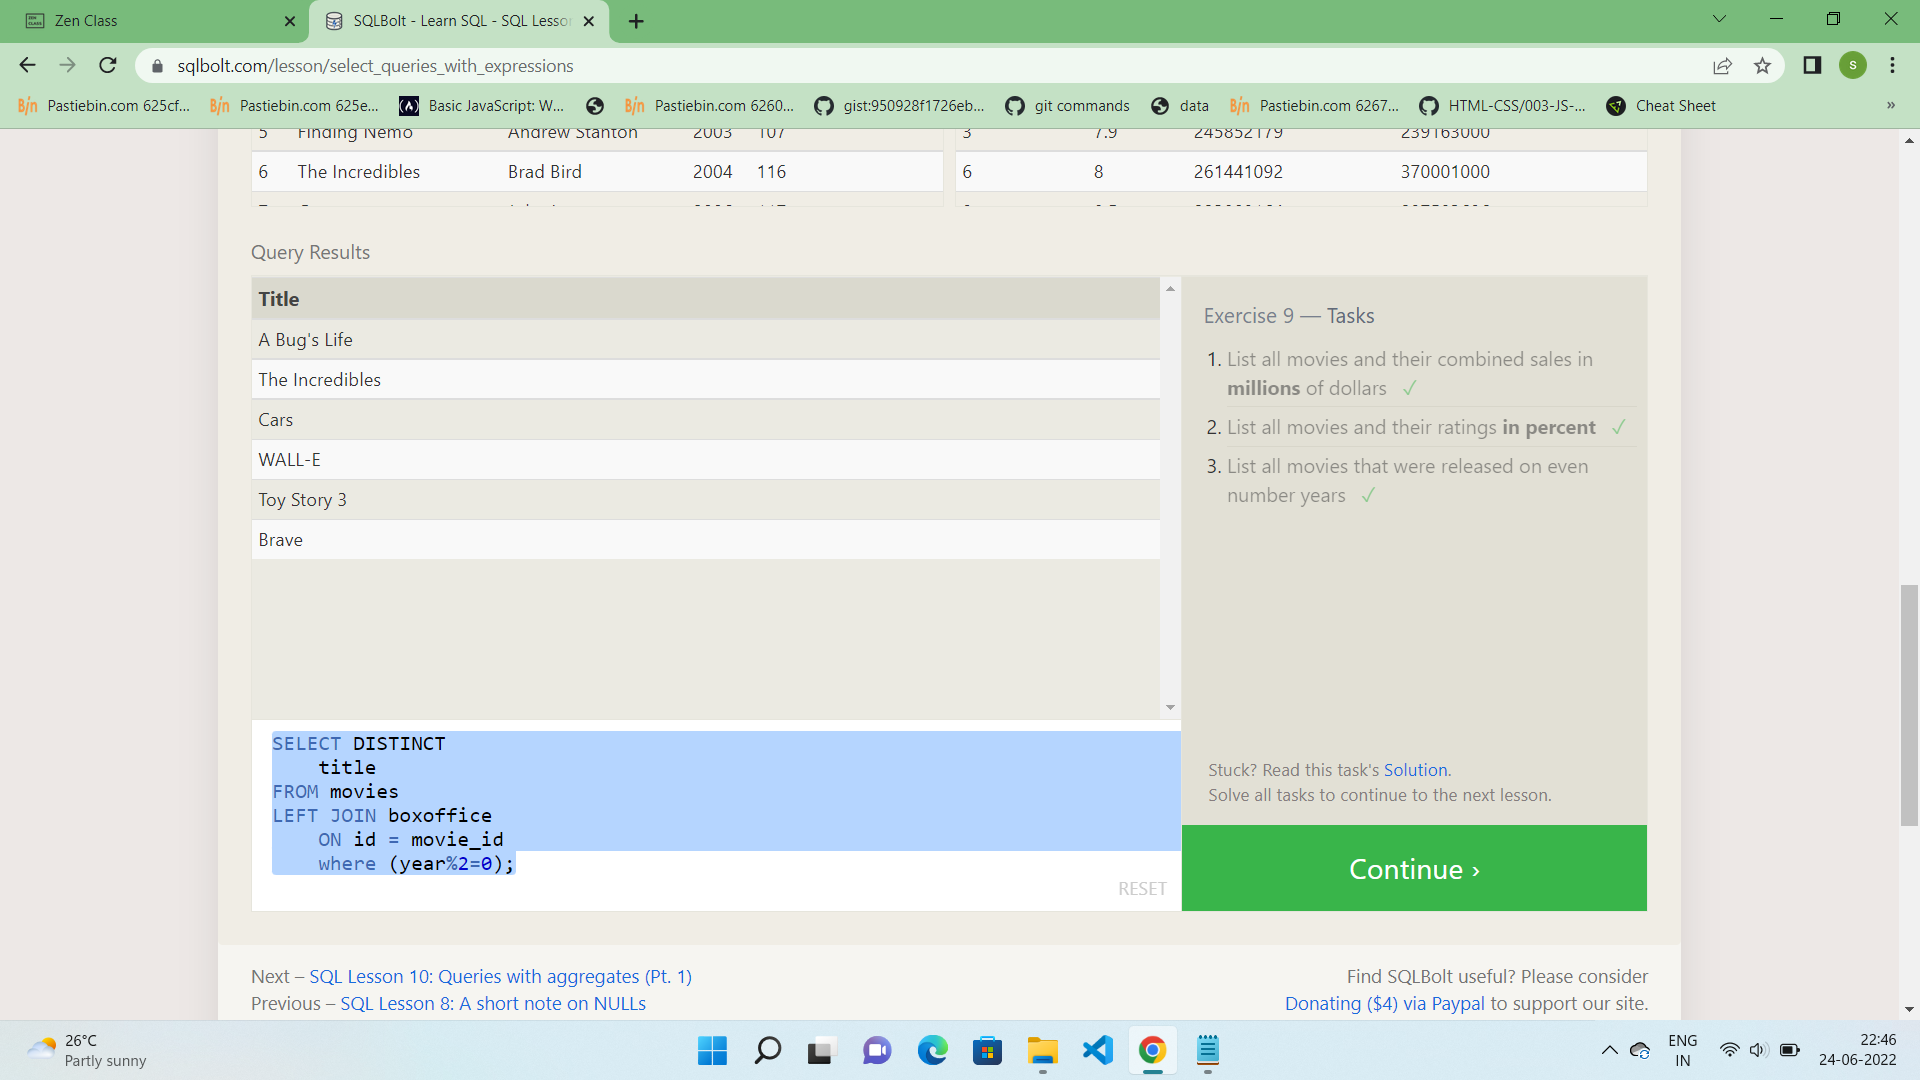 Zen Class
SQLBolt - Learn SQL - SQL Lesson
sqlbolt.com/lesson/select_queries_with_expressions
S
Pastiebin.com 625cf...
Pastiebin.com 625e...
Basic JavaScript: W...
Pastiebin.com 6260...
gist:950928f1726eb...
git commands
data
Pastiebin.com 6267...
HTML-CSS/003-JS-...
Cheat Sheet
»
5 Finding Nemo Andrew Stanton 2003 107
3 7.9 245852179 239163000
6 The Incredibles Brad Bird 2004 116
6 8 261441092 370001000
Query Results
Title
A Bug's Life
The Incredibles
Cars
WALL-E
Toy Story 3
Brave
Exercise 9 — Tasks
1. List all movies and their combined sales in
millions of dollars ✓
2. List all movies and their ratings in percent ✓
3. List all movies that were released on even
number years ✓
Stuck? Read this task's Solution.
Solve all tasks to continue to the next lesson.
Continue ›
SELECT DISTINCT
title
FROM movies
LEFT JOIN boxoffice
ON id = movie_id
where (year%2=0);
RESET
Next – SQL Lesson 10: Queries with aggregates (Pt. 1)
Previous – SQL Lesson 8: A short note on NULLs
Find SQLBolt useful? Please consider
Donating ($4) via Paypal to support our site.
26°C
Partly sunny
ENG
IN
22:46
24-06-2022